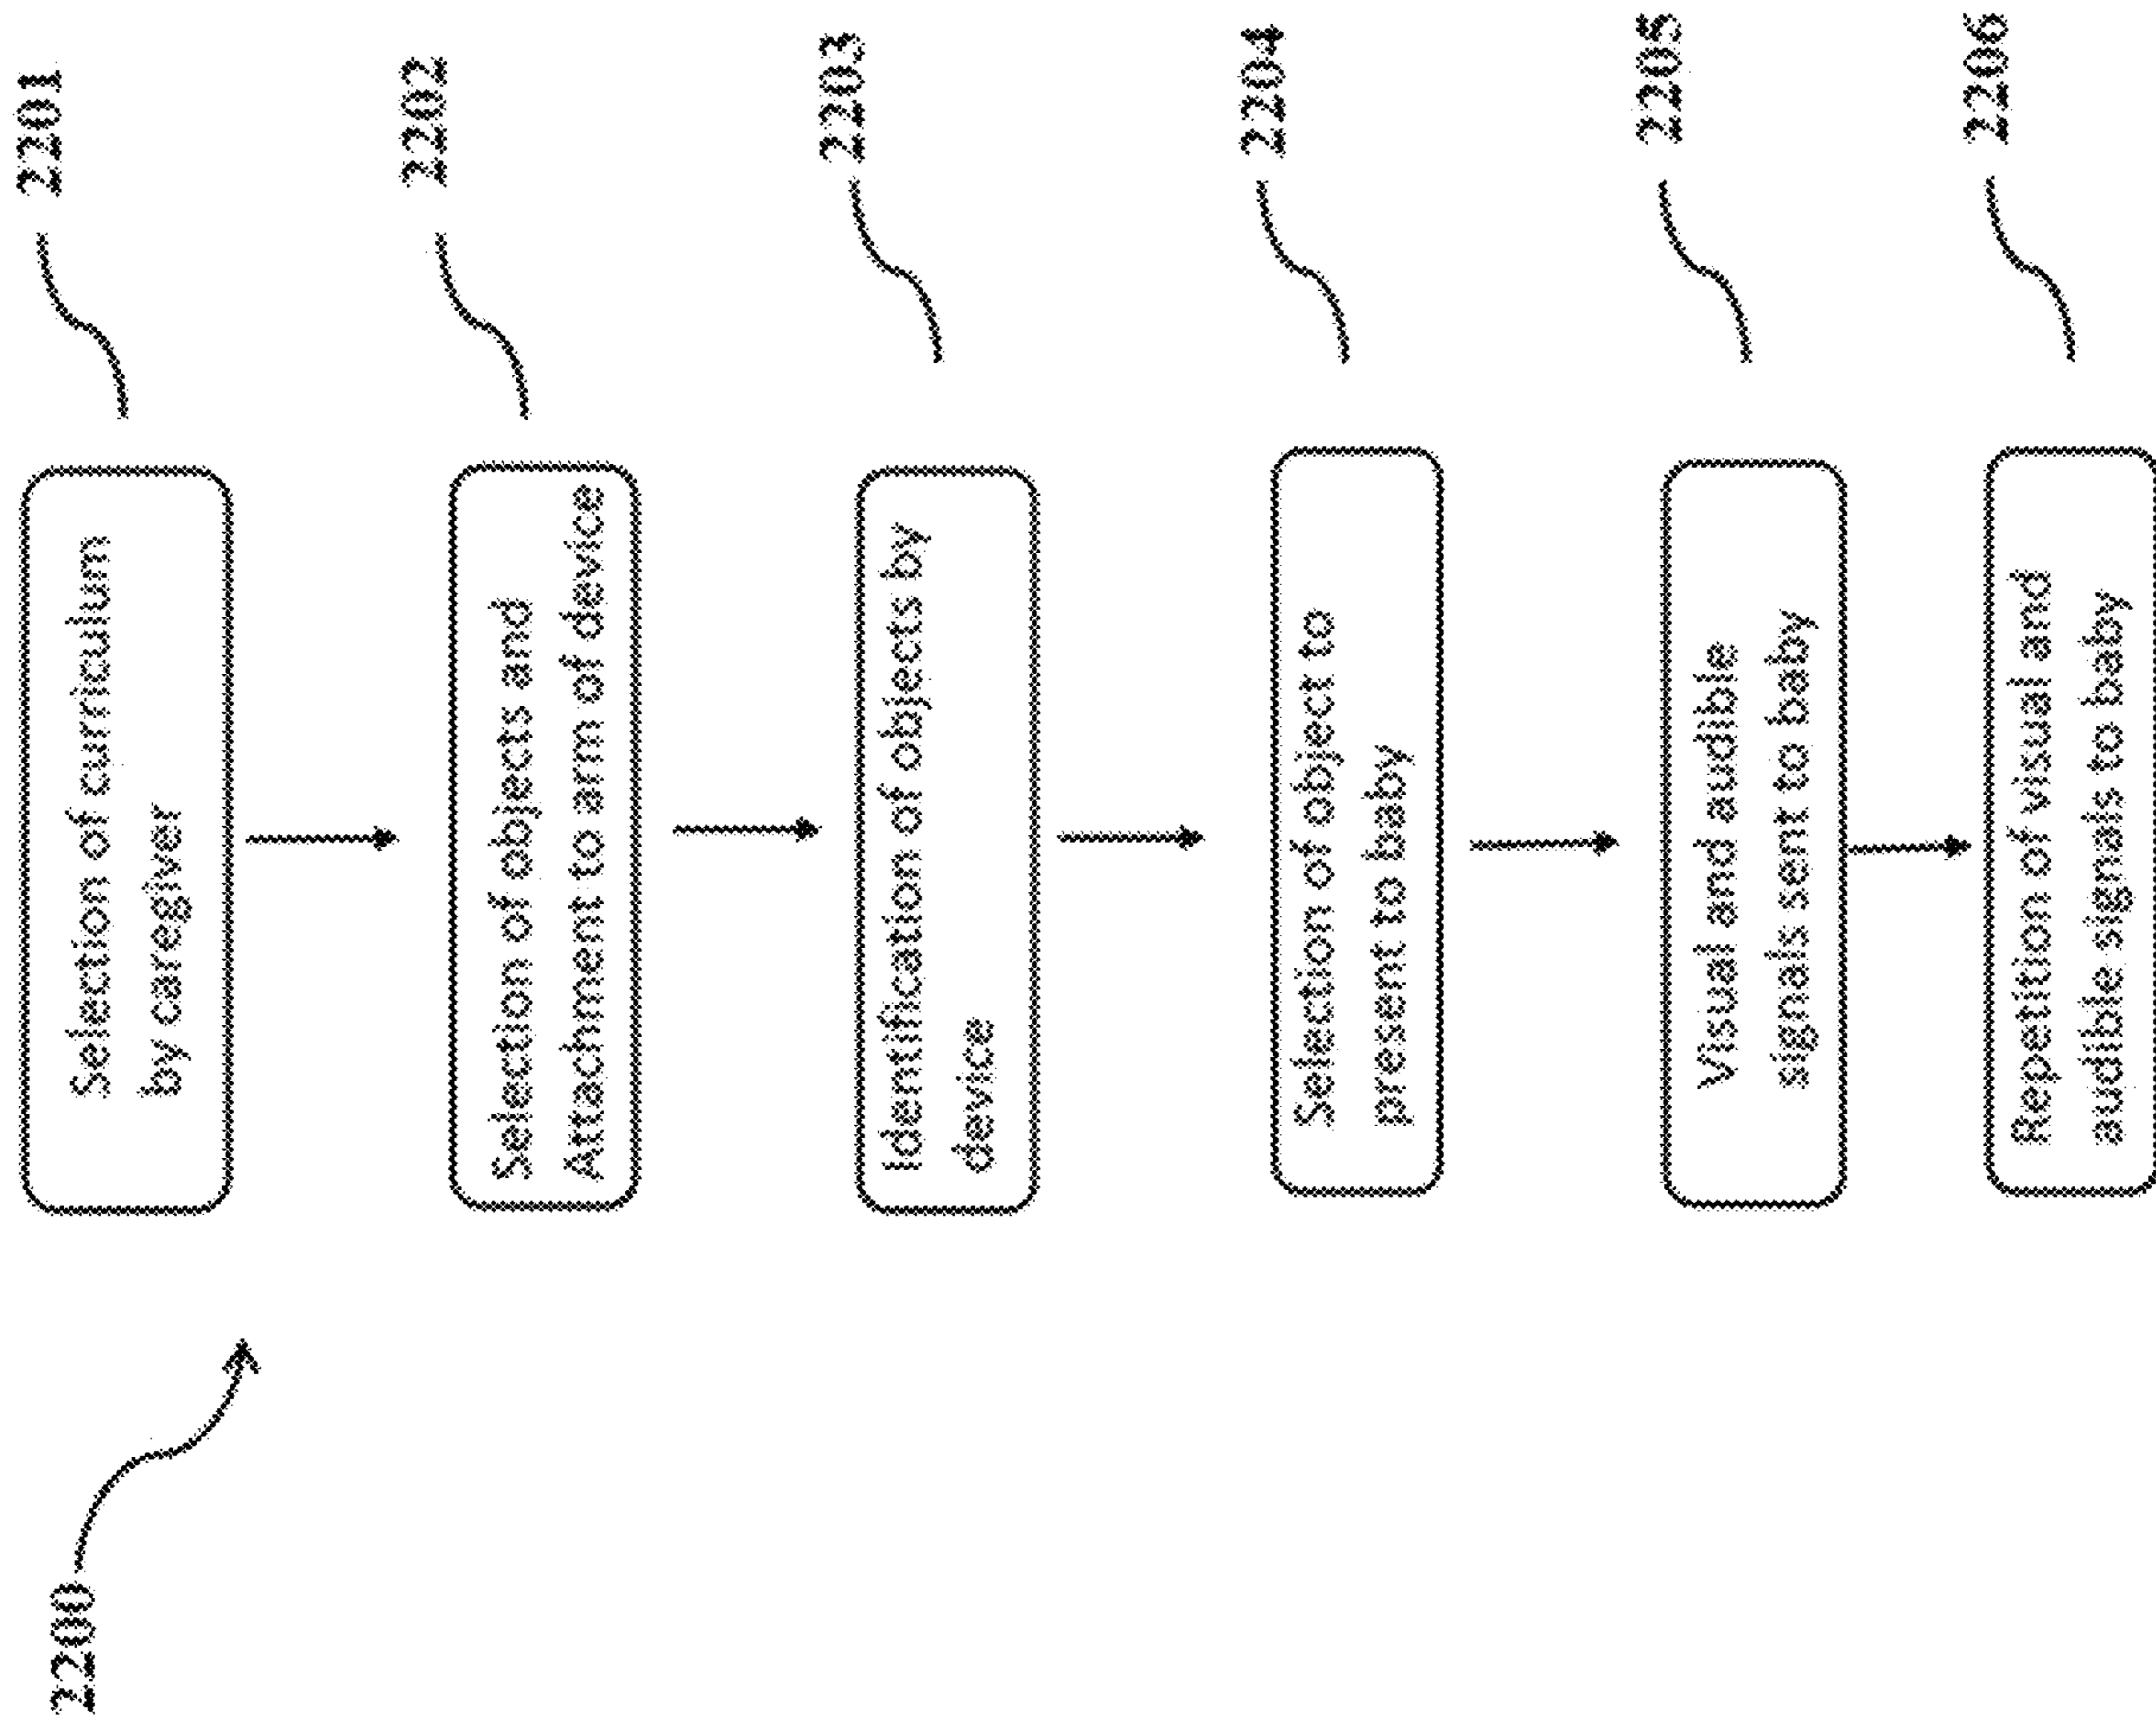 2200
2201
Selection of curriculum
by caregiver
2202
Selection of objects and
Attachment to arm of device
2203
Identification of objects by
device
2204
Selection of object to
present to baby
2205
Visual and audible
signals sent to baby
2206
Repetition of visual and
audible signals to baby